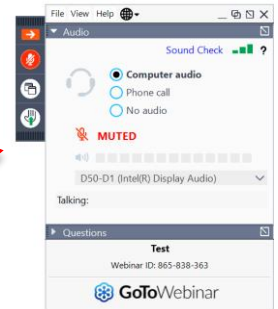 File View Help
Audio
Sound Check ?
Computer audio
Phone call
No audio
MUTED
D50-D1 (Intel(R) Display Audio)
Talking:
Questions
Test
Webinar ID: 865-838-363
GoToWebinar